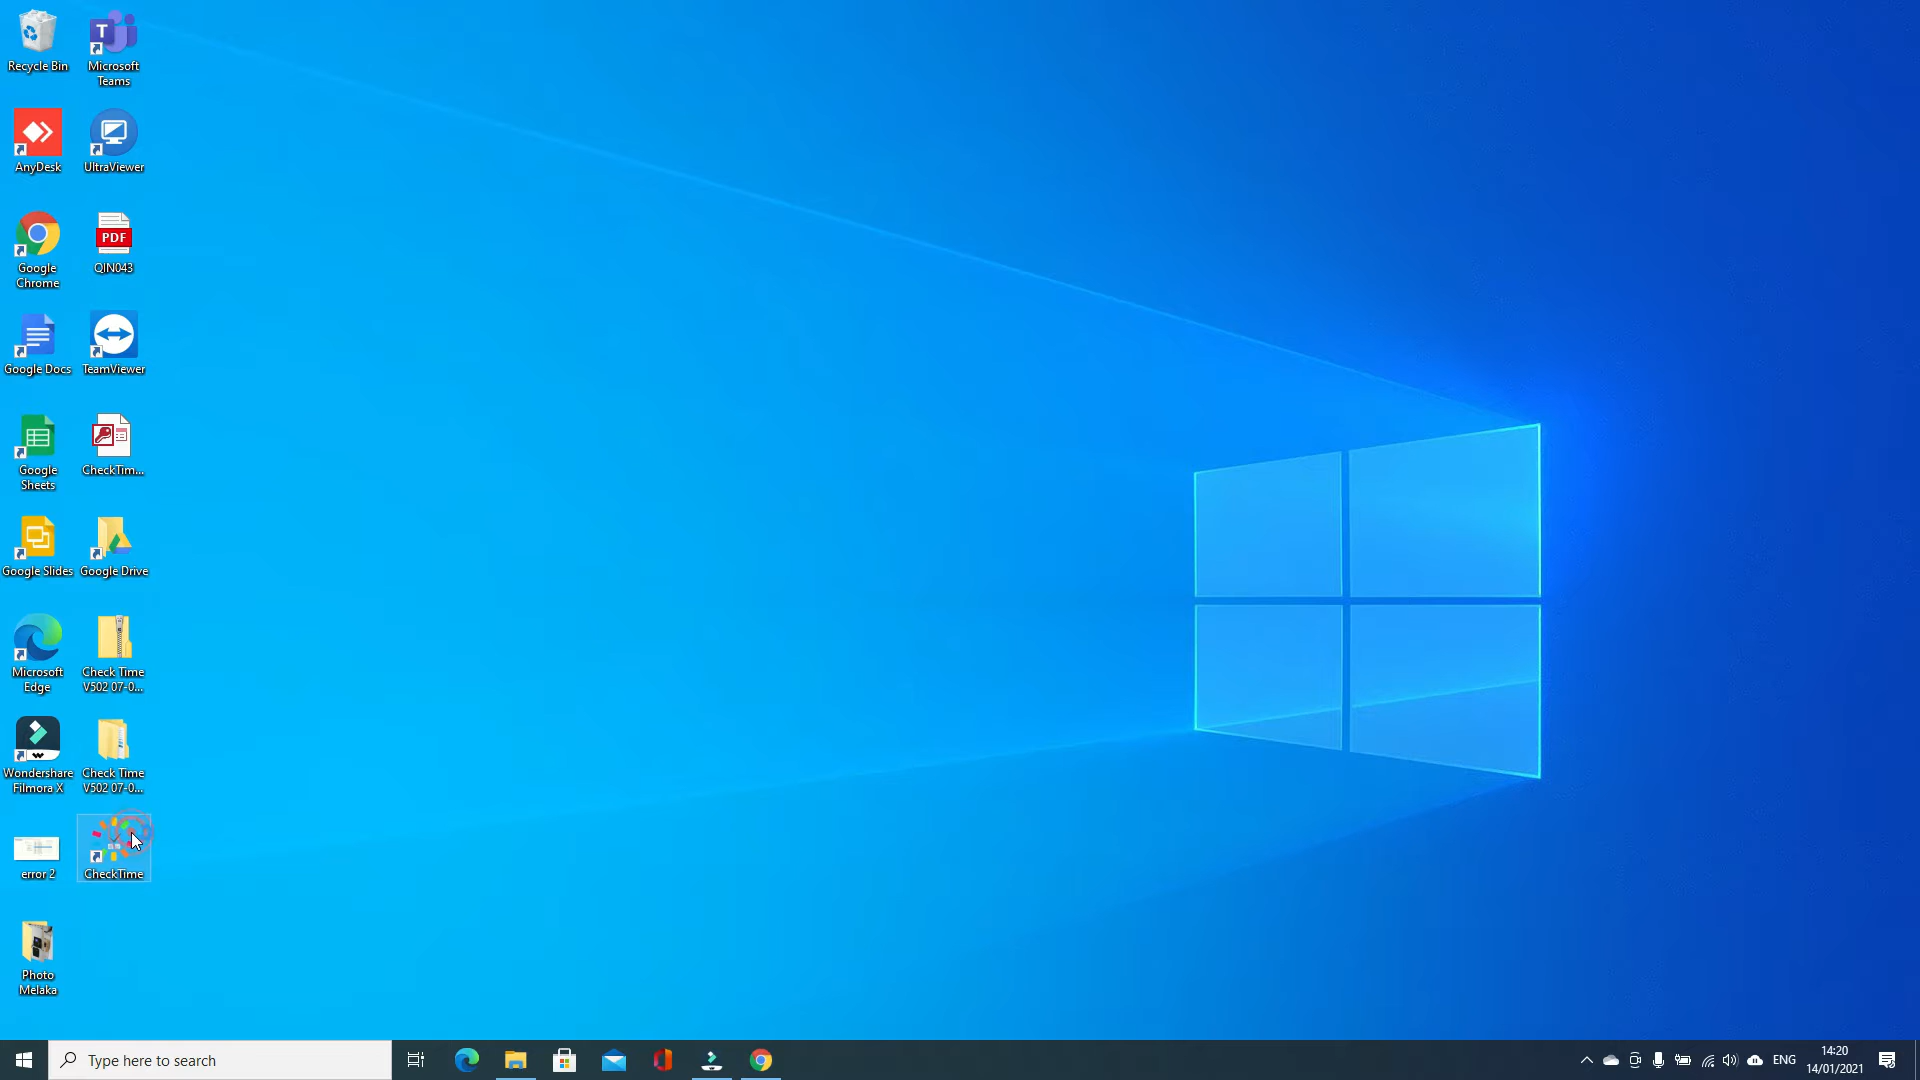 Recycle Bin
Microsoft
Teams
AnyDesk
UltraViewer
Google
Chrome
PDF
QIN043
Google Docs
TeamViewer
Google
Sheets
CheckTim...
Google Slides
Google Drive
Microsoft
Edge
Check Time
V502 07-0...
Wondershare
Filmora X
Check Time
V502 07-0...
error 2
CheckTime
Photo
Melaka
Type here to search
ENG
14:20
14/01/2021